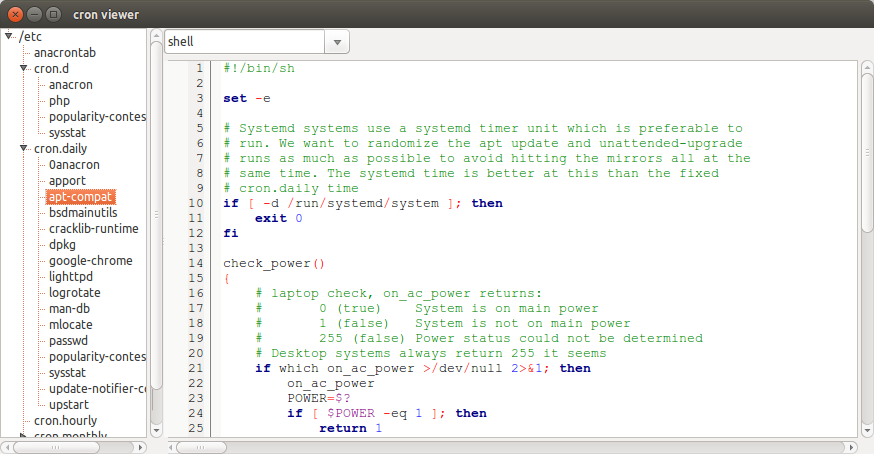 cron viewer
/etc
anacrontab
cron.d
anacron
php
popularity-contes
sysstat
cron.daily
0anacron
apport
apt-compat
bsdmainutils
cracklib-runtime
dpkg
google-chrome
lighttpd
logrotate
man-db
mlocate
passwd
popularity-contes
sysstat
update-notifier-co
upstart
cron.hourly
cron.monthly
shell
1 #!/bin/sh
2
3 set -e
4
5 # Systemd systems use a systemd timer unit which is preferable to
6 # run. We want to randomize the apt update and unattended-upgrade
7 # runs as much as possible to avoid hitting the mirrors all at the
8 # same time. The systemd time is better at this than the fixed
9 # cron.daily time
10 if [ -d /run/systemd/system ]; then
11     exit 0
12 fi
13
14 check_power()
15 {
16     # laptop check, on_ac_power returns:
17     #       0 (true)    System is on main power
18     #       1 (false)   System is not on main power
19     #       255 (false) Power status could not be determined
20     # Desktop systems always return 255 it seems
21     if which on_ac_power >/dev/null 2>&1; then
22         on_ac_power
23         POWER=$?
24         if [ $POWER -eq 1 ]; then
25             return 1